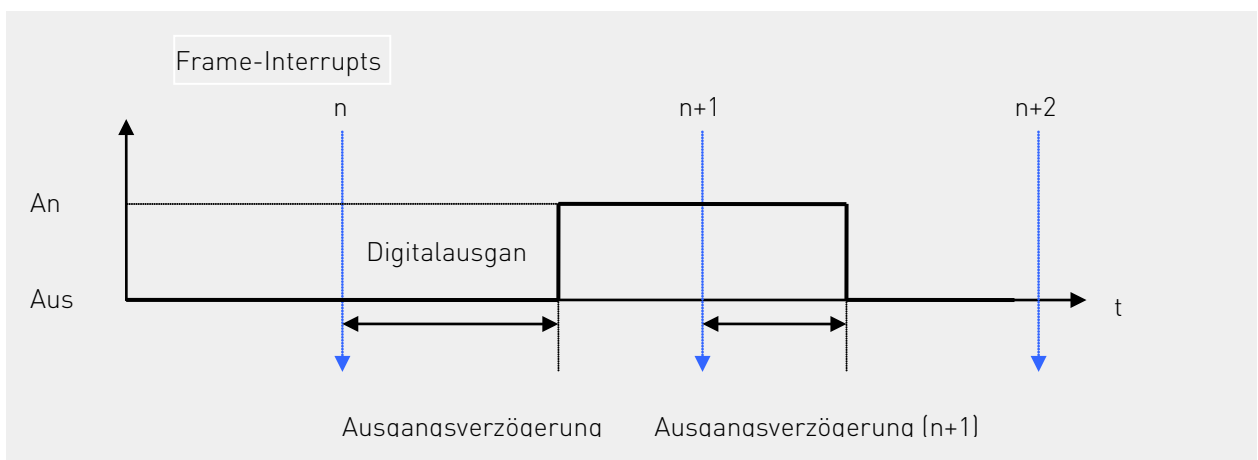 Frame-Interrupts
n
n+1
n+2
An
Digitalausgan
Aus
t
Ausgangsverzögerung
Ausgangsverzögerung (n+1)